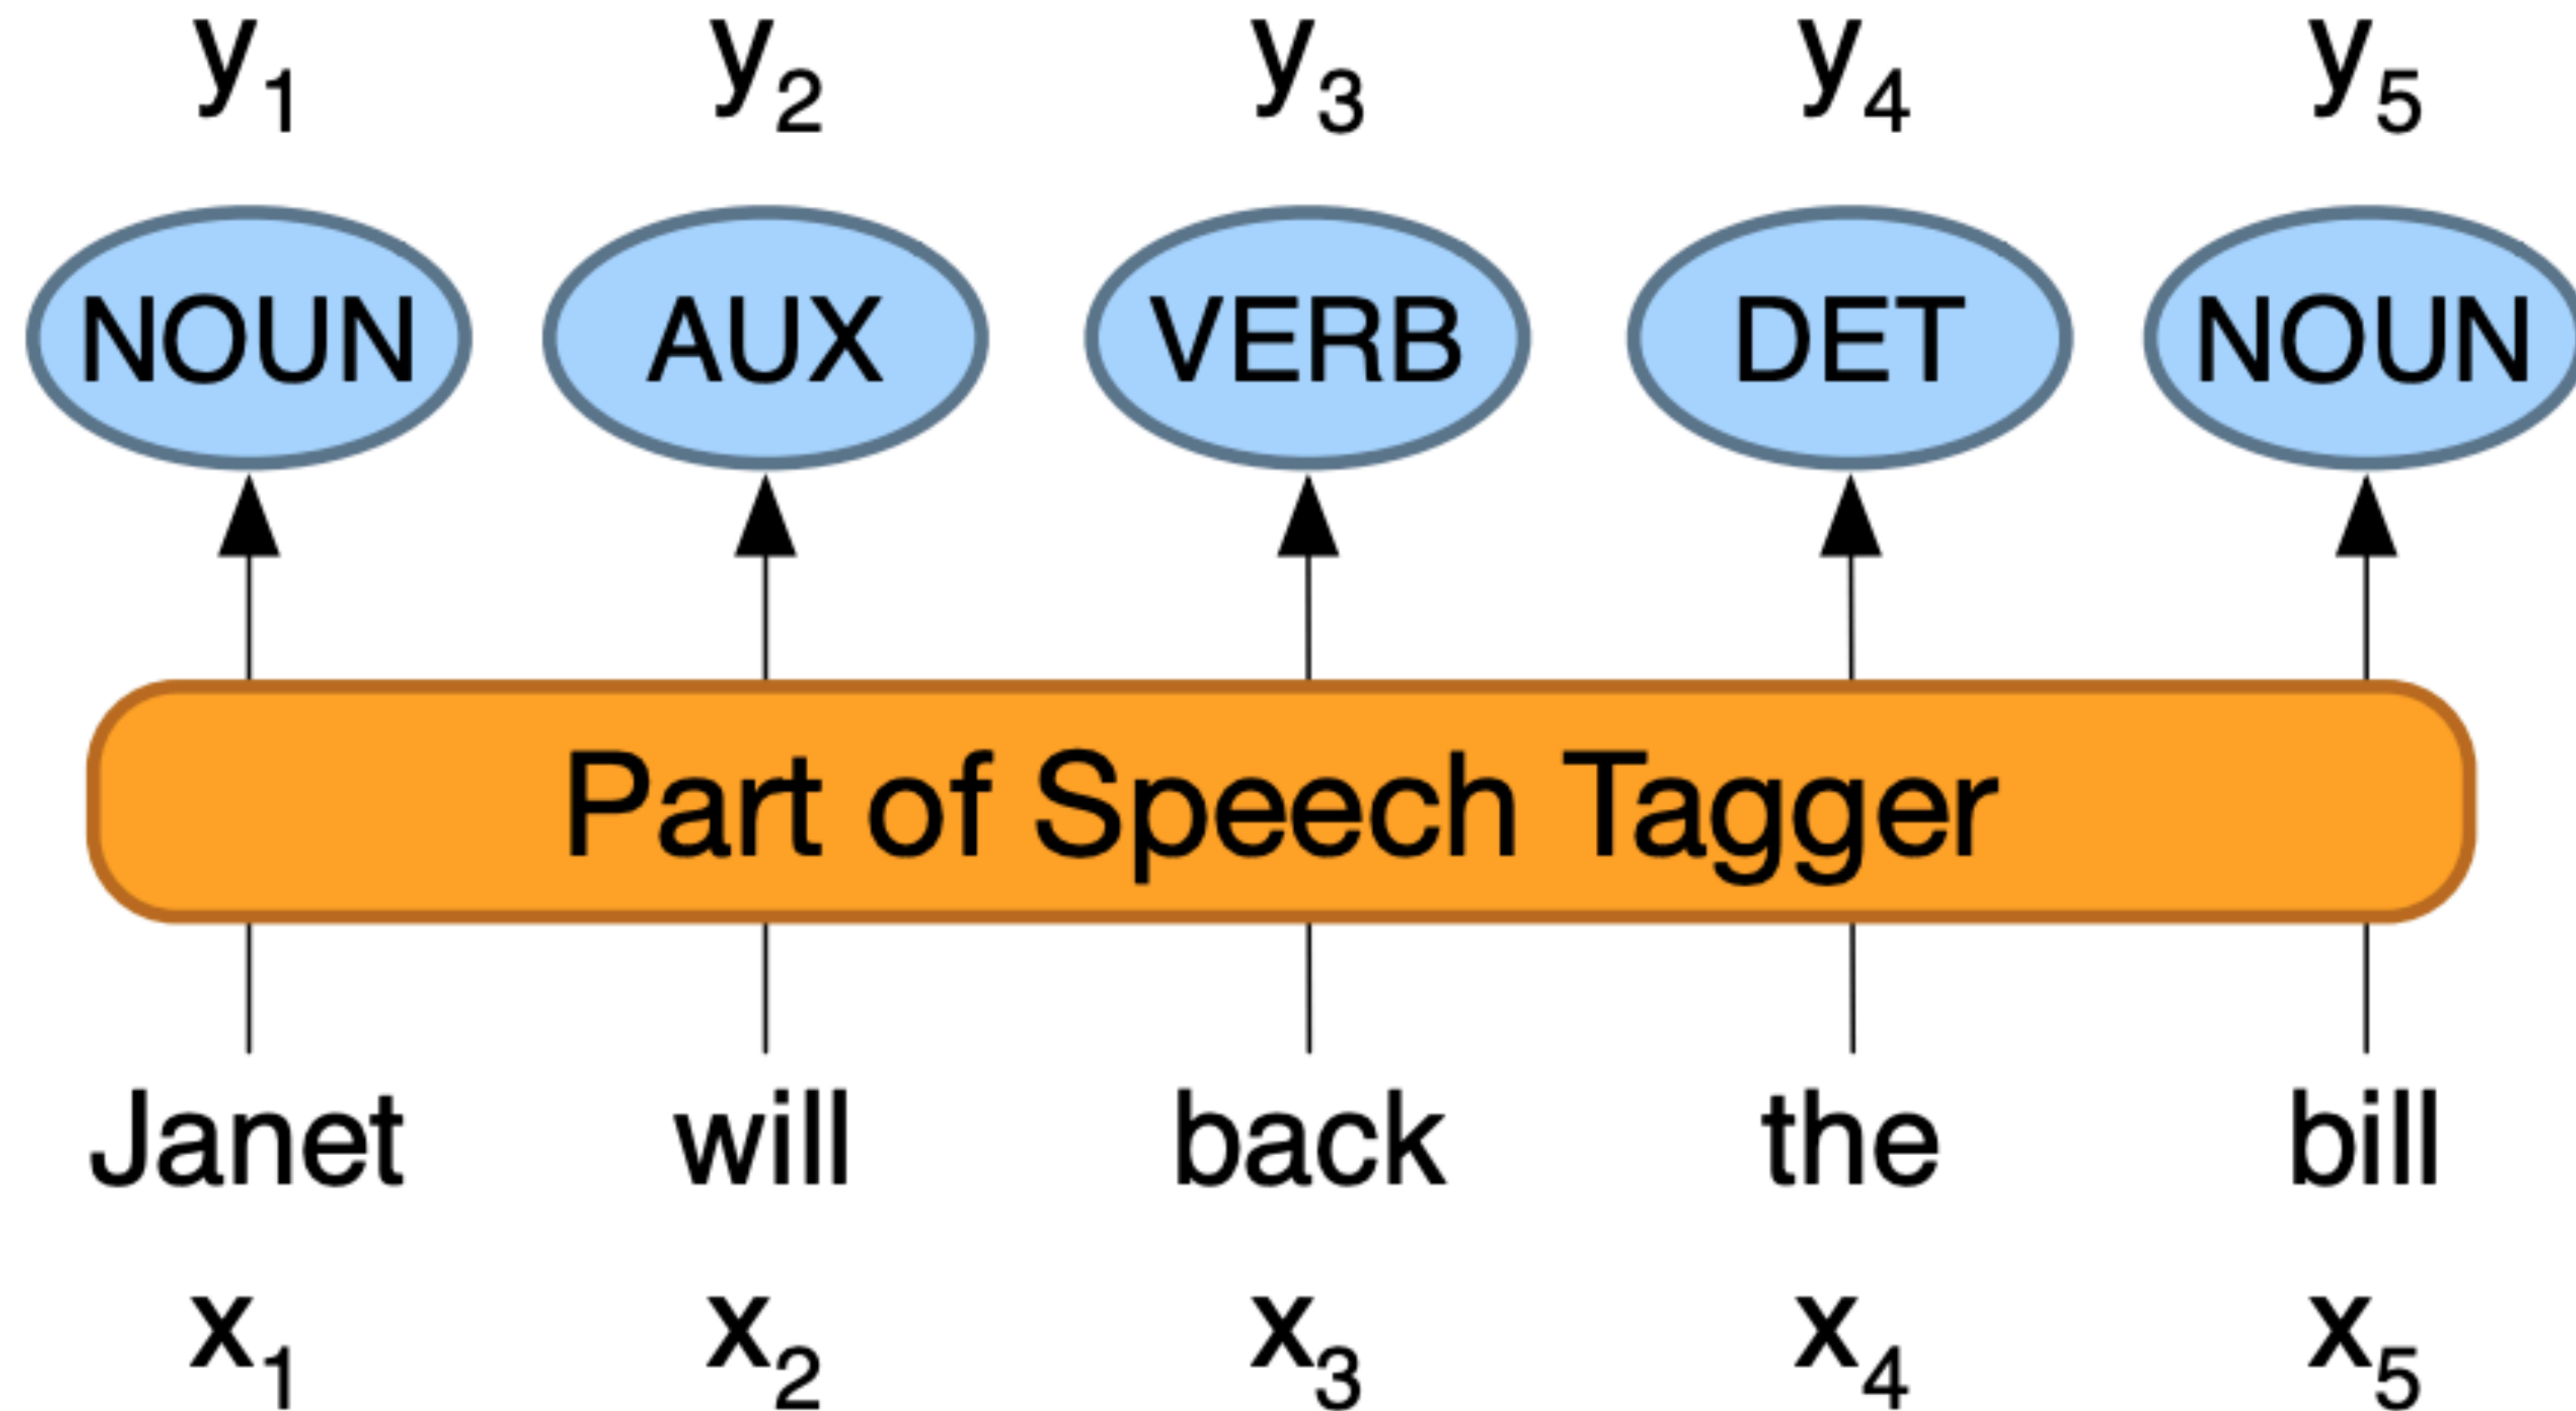 y1 y2 y3 y4 y5
NOUN AUX VERB DET NOUN
Part of Speech Tagger
Janet will back the bill
x1 x2 x3 x4 x5